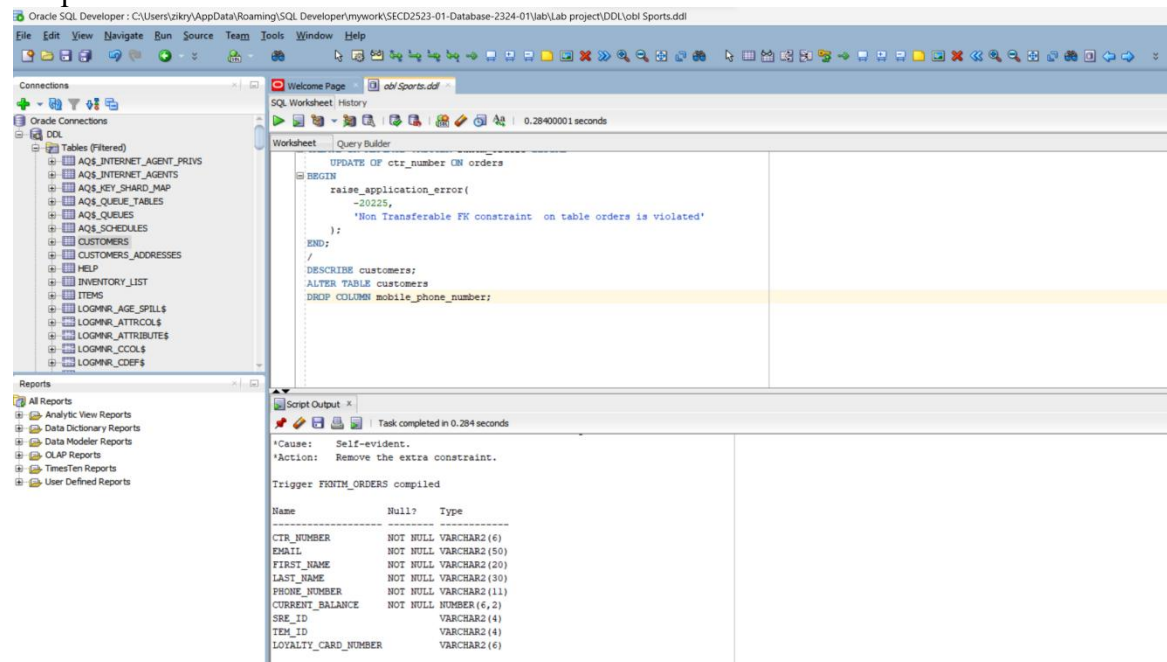 Oracle SQL Developer : C:\Users\zikry\AppData\Roaming\SQL Developer\mywork\SECD2523-01-Database-2324-01\lab\Lab project\DDL\obl Sports.ddl
File Edit View Navigate Run Source Team Tools Window Help
Connections
Oracle Connections
DDL
Tables (Filtered)
AQ$_INTERNET_AGENT_PRIVS
AQ$_INTERNET_AGENTS
AQ$_KEY_SHARD_MAP
AQ$_QUEUE_TABLES
AQ$_QUEUES
AQ$_SCHEDULES
CUSTOMERS
CUSTOMERS_ADDRESSES
HELP
INVENTORY_LIST
ITEMS
LOGMNR_AGE_SPILL$
LOGMNR_ATTRCOL$
LOGMNR_ATTRIBUTE$
LOGMNR_CCOL$
LOGMNR_CDEF$
Reports
All Reports
Analytic View Reports
Data Dictionary Reports
Data Modeler Reports
OLAP Reports
TimesTen Reports
User Defined Reports
Welcome Page obl Sports.ddl
SQL Worksheet History
0.28400001 seconds
Worksheet Query Builder
UPDATE OF ctr_number ON orders
BEGIN
raise_application_error(
-20225,
'Non Transferable FK constraint  on table orders is violated'
);
END;
/
DESCRIBE customers;
ALTER TABLE customers
DROP COLUMN mobile_phone_number;
Script Output
Task completed in 0.284 seconds
*Cause:    Self-evident.
*Action:   Remove the extra constraint.
Trigger FKNTM_ORDERS compiled
Name                Null?    Type
------------------- -------- ------------
CTR_NUMBER          NOT NULL VARCHAR2(6)
EMAIL               NOT NULL VARCHAR2(50)
FIRST_NAME          NOT NULL VARCHAR2(20)
LAST_NAME           NOT NULL VARCHAR2(30)
PHONE_NUMBER        NOT NULL VARCHAR2(11)
CURRENT_BALANCE     NOT NULL NUMBER(6,2)
SRE_ID                       VARCHAR2(4)
TEM_ID                       VARCHAR2(4)
LOYALTY_CARD_NUMBER          VARCHAR2(6)